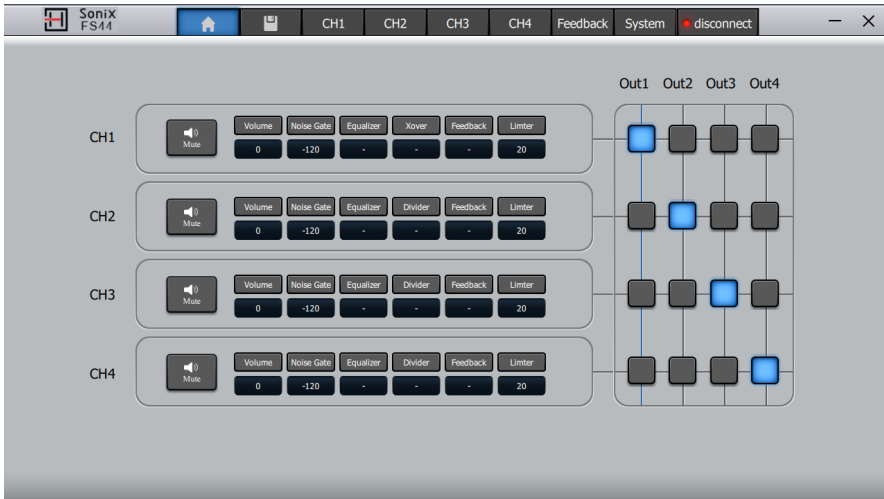 SoniX
FS44
CH1 CH2 CH3 CH4 Feedback System disconnect
Out1 Out2 Out3 Out4
CH1 Mute Volume Noise Gate Equalizer Xover Feedback Limter
0 -120 - - - 20
CH2 Mute Volume Noise Gate Equalizer Divider Feedback Limter
0 -120 - - - 20
CH3 Mute Volume Noise Gate Equalizer Divider Feedback Limter
0 -120 - - - 20
CH4 Mute Volume Noise Gate Equalizer Divider Feedback Limter
0 -120 - - - 20